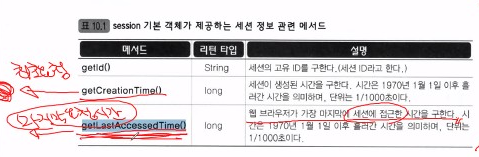 표 10.1 session 기본 객체가 제공하는 세션 정보 관련 메서드
메서드 리턴 타입 설명
getId() String 세션의 고유 ID를 구한다.(세션 ID라고 한다.)
getCreationTime() long 세션이 생성된 시간을 구한다. 시간은 1970년 1월 1일 이후 흘
러간 시간을 의미하며, 단위는 1/1000초이다.
getLastAccessedTime() long 웹 브라우저가 가장 마지막에 세션에 접근한 시간을 구한다. 시
간은 1970년 1월 1일 이후 흘러간 시간을 의미하며, 단위는
1/1000초이다.